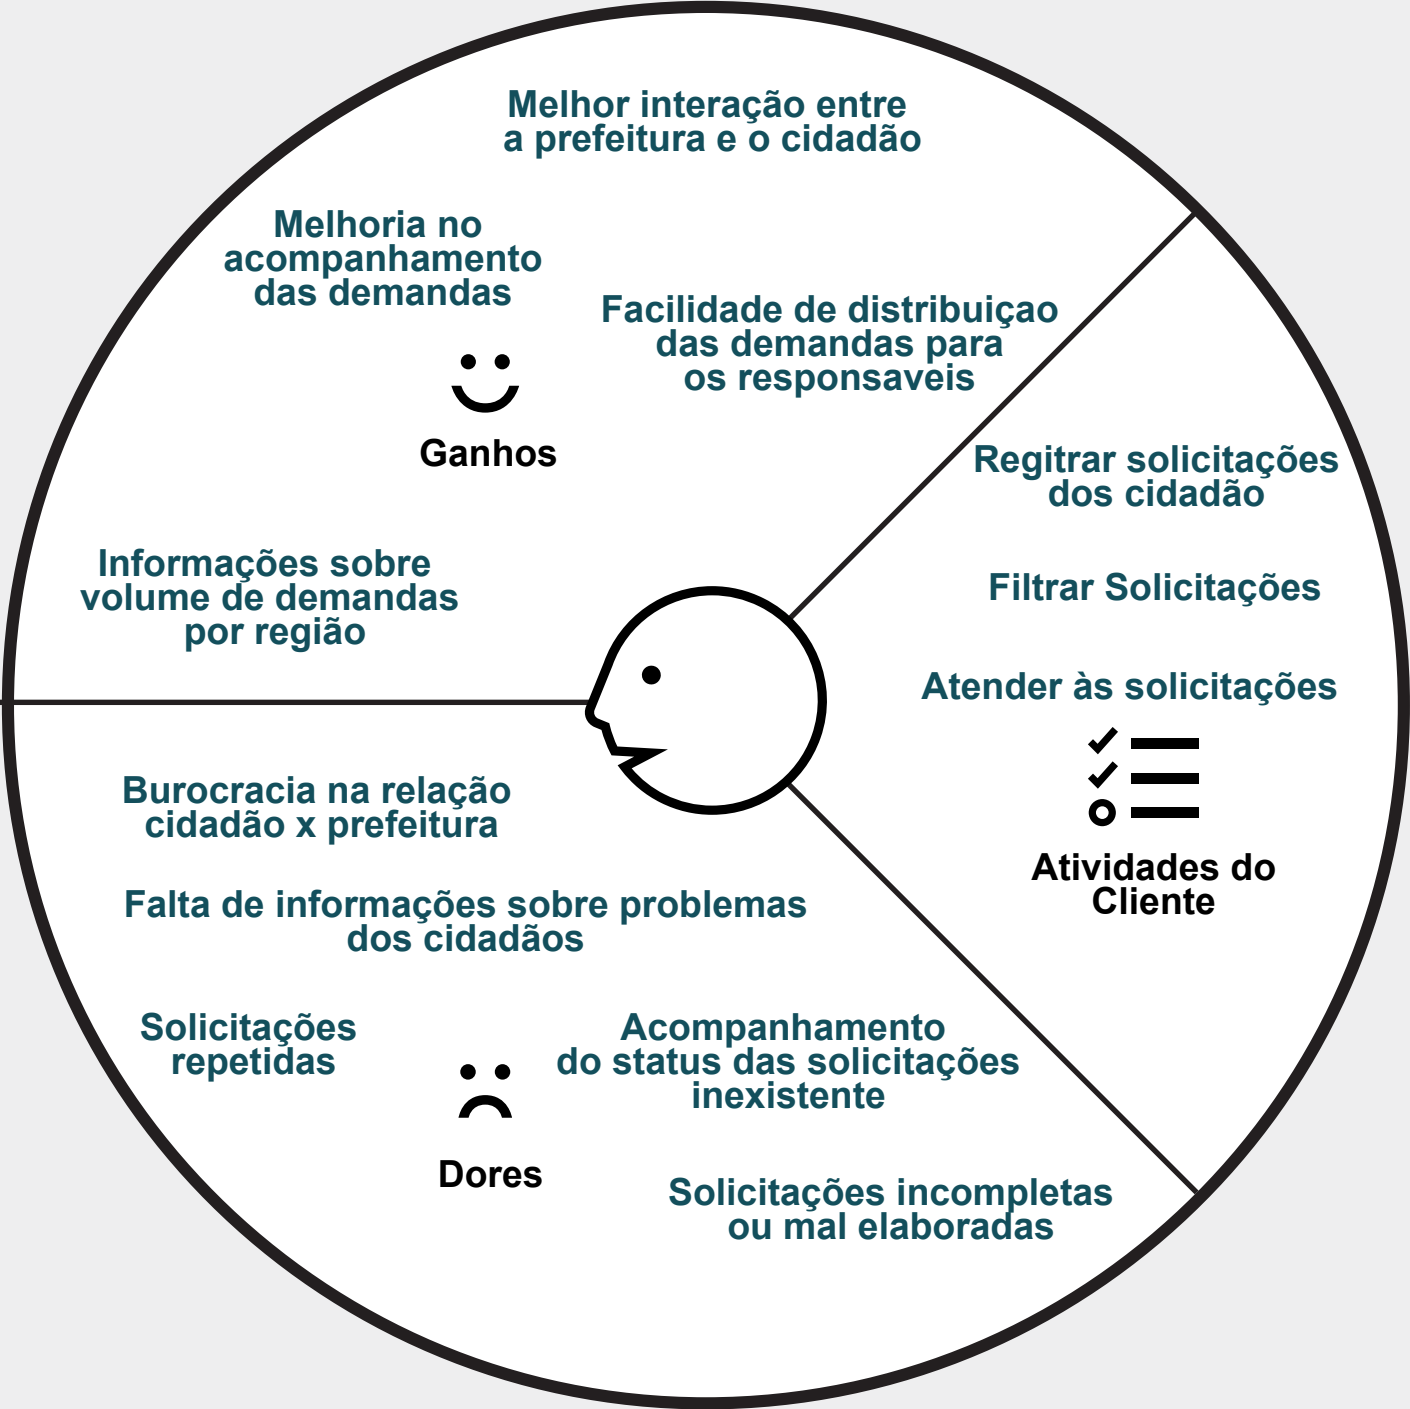 Melhor interação entre
a prefeitura e o cidadão
Melhoria no
acompanhamento
das demandas
Facilidade de distribuiçao
das demandas para
os responsaveis
Ganhos
Informações sobre
volume de demandas
por região
Regitrar solicitações
dos cidadão
Filtrar Solicitações
Atender às solicitações
Atividades do
Cliente
Burocracia na relação
cidadão x prefeitura
Falta de informações sobre problemas
dos cidadãos
Solicitações
repetidas
Acompanhamento
do status das solicitações
inexistente
Dores
Solicitações incompletas
ou mal elaboradas